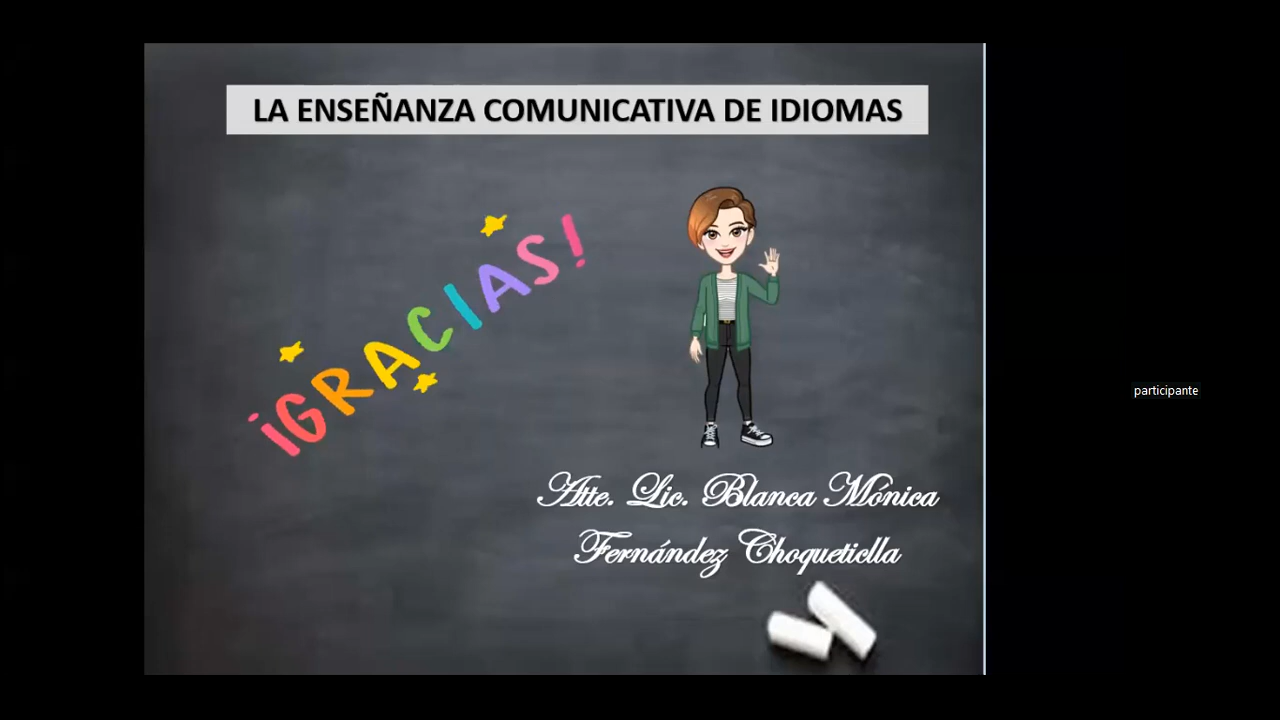 LA ENSEÑANZA COMUNICATIVA DE IDIOMAS
¡GRACIAS!
Atte. Lic. Blanca Mónica
Fernández Choqueticlla
participante